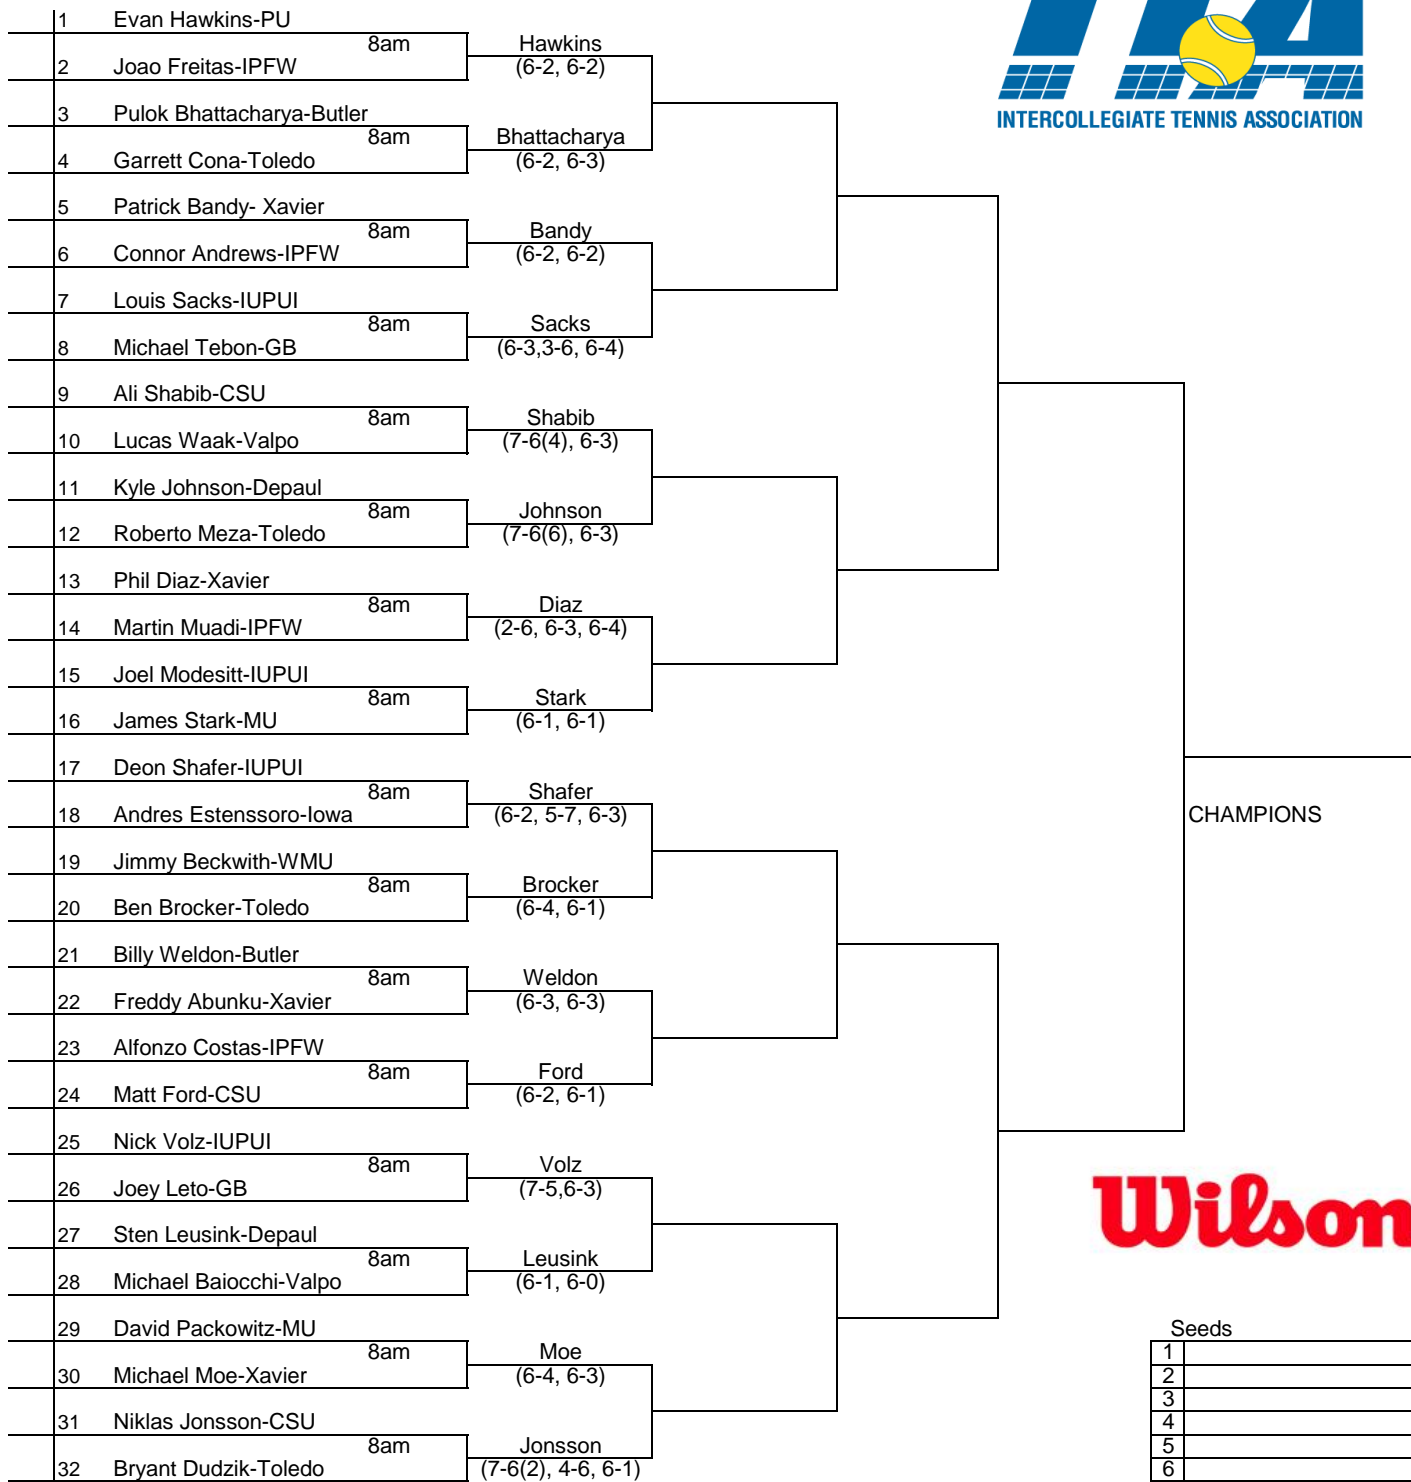 1 Evan Hawkins-PU
8am Hawkins
2 Joao Freitas-IPFW (6-2, 6-2)
3 Pulok Bhattacharya-Butler
8am Bhattacharya
4 Garrett Cona-Toledo (6-2, 6-3)
5 Patrick Bandy- Xavier
8am Bandy
6 Connor Andrews-IPFW (6-2, 6-2)
7 Louis Sacks-IUPUI
8am Sacks
8 Michael Tebon-GB (6-3,3-6, 6-4)
9 Ali Shabib-CSU
8am Shabib
10 Lucas Waak-Valpo (7-6(4), 6-3)
11 Kyle Johnson-Depaul
8am Johnson
12 Roberto Meza-Toledo (7-6(6), 6-3)
13 Phil Diaz-Xavier
8am Diaz
14 Martin Muadi-IPFW (2-6, 6-3, 6-4)
15 Joel Modesitt-IUPUI
8am Stark
16 James Stark-MU (6-1, 6-1)
17 Deon Shafer-IUPUI
8am Shafer
18 Andres Estenssoro-Iowa (6-2, 5-7, 6-3)
19 Jimmy Beckwith-WMU
8am Brocker
20 Ben Brocker-Toledo (6-4, 6-1)
21 Billy Weldon-Butler
8am Weldon
22 Freddy Abunku-Xavier (6-3, 6-3)
23 Alfonzo Costas-IPFW
8am Ford
24 Matt Ford-CSU (6-2, 6-1)
25 Nick Volz-IUPUI
8am Volz
26 Joey Leto-GB (7-5,6-3)
27 Sten Leusink-Depaul
8am Leusink
28 Michael Baiocchi-Valpo (6-1, 6-0)
29 David Packowitz-MU
8am Moe
30 Michael Moe-Xavier (6-4, 6-3)
31 Niklas Jonsson-CSU
8am Jonsson
32 Bryant Dudzik-Toledo (7-6(2), 4-6, 6-1)
ITA
INTERCOLLEGIATE TENNIS ASSOCIATION
CHAMPIONS
Wilson
Seeds
1
2
3
4
5
6